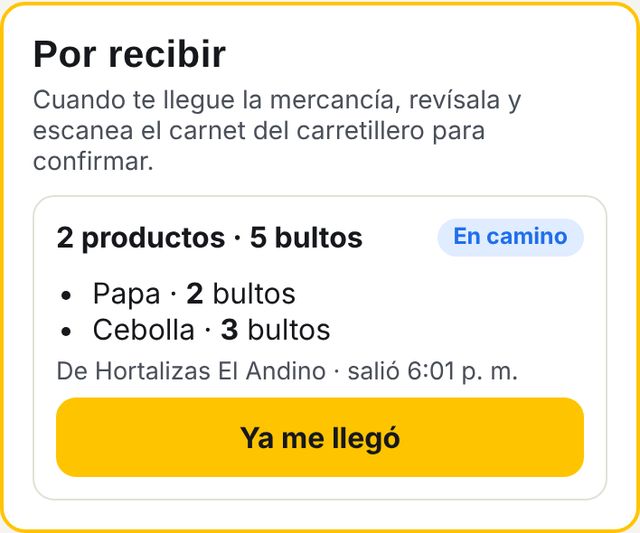 Por recibir
Cuando te llegue la mercancía, revísala y
escanea el carnet del carretillero para
confirmar.
2 productos · 5 bultos
En camino
• Papa · 2 bultos
• Cebolla · 3 bultos
De Hortalizas El Andino · salió 6:01 p. m.
Ya me llegó